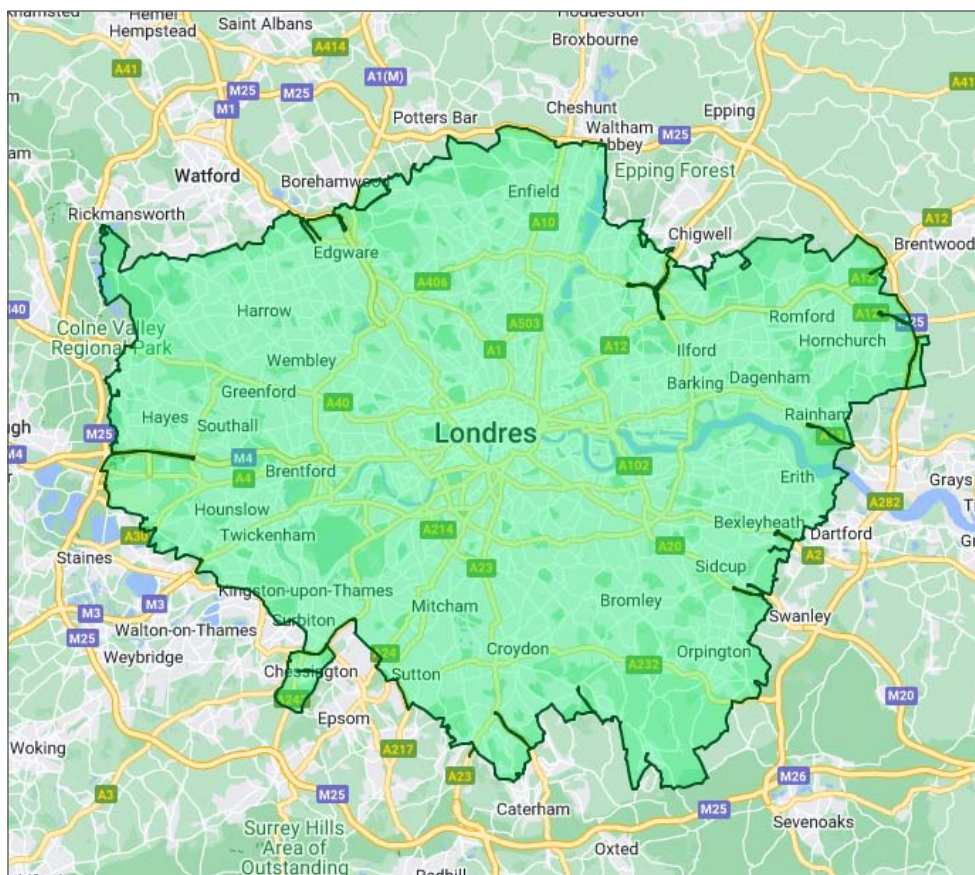 Hemel
Hempstead
Saint Albans
Hoddesdon
Broxbourne
A41
A414
A1(M)
M25
M25
M1
Potters Bar
Cheshunt
Epping
Waltham
Abbey
M25
Epping Forest
Watford
Borehamwood
Enfield
Rickmansworth
A10
A12
Chigwell
Brentwood
Edgware
A406
A12
Harrow
A503
Romford
A12
M25
Colne Valley
Regional Park
Hornchurch
Wembley
A1
A12
Ilford
Greenford
Barking
Dagenham
A40
Hayes
Southall
Rainham
M25
Londres
M4
M4
Brentford
A102
A4
Erith
Grays
Hounslow
A282
Twickenham
A30
A214
Bexleyheath
Dartford
Staines
A20
A2
A23
Sidcup
Kingston-upon-Thames
M3
M3
Mitcham
Bromley
Surbiton
Swanley
Walton-on-Thames
M25
Weybridge
Croydon
Orpington
A24
A232
Chessington
Sutton
M20
Epsom
Woking
A217
A23
M26
A3
M25
Caterham
M25
Sevenoaks
Surrey Hills
Area of
Outstanding
Oxted